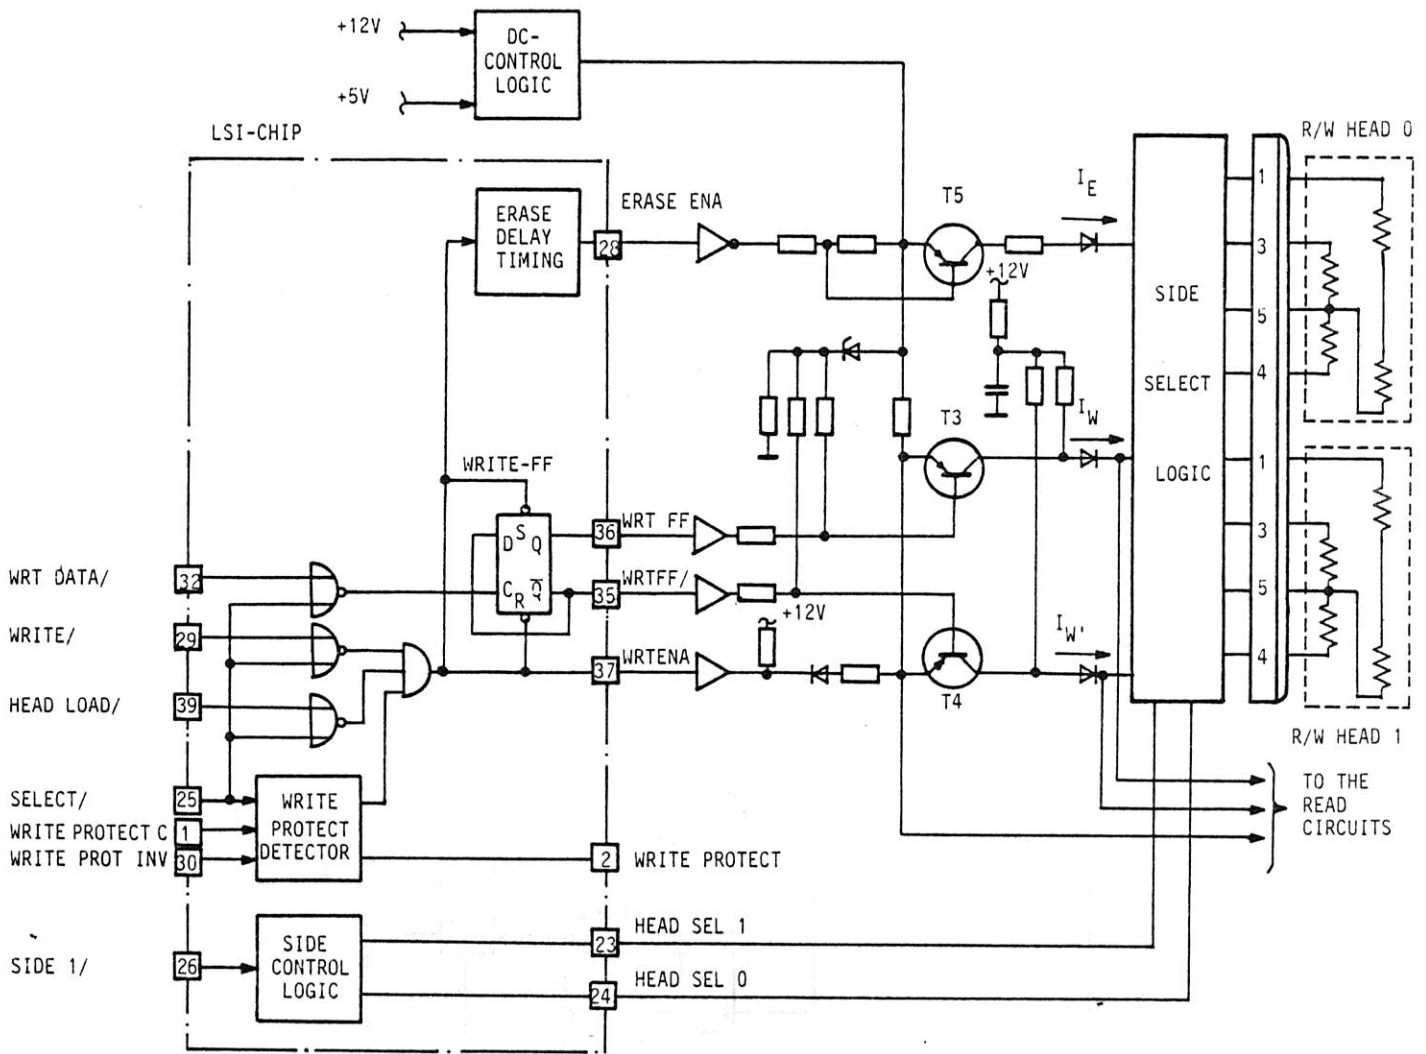 +12V
DC-
CONTROL
LOGIC
+5V
LSI-CHIP
R/W HEAD 0
ERASE
DELAY
TIMING
28
ERASE ENA
T5
I E
+12V
SIDE
SELECT
LOGIC
1
3
5
4
T3
I W
WRITE-FF
D S Q
C R Q̅
36
WRT FF
35
WRTFF/
+12V
37
WRTENA
T4
I W'
1
3
5
4
R/W HEAD 1
WRT DATA/
32
WRITE/
29
HEAD LOAD/
39
SELECT/
25
WRITE PROTECT C
1
WRITE PROT INV
30
WRITE
PROTECT
DETECTOR
2
WRITE PROTECT
TO THE
READ
CIRCUITS
SIDE 1/
26
SIDE
CONTROL
LOGIC
23
HEAD SEL 1
24
HEAD SEL 0